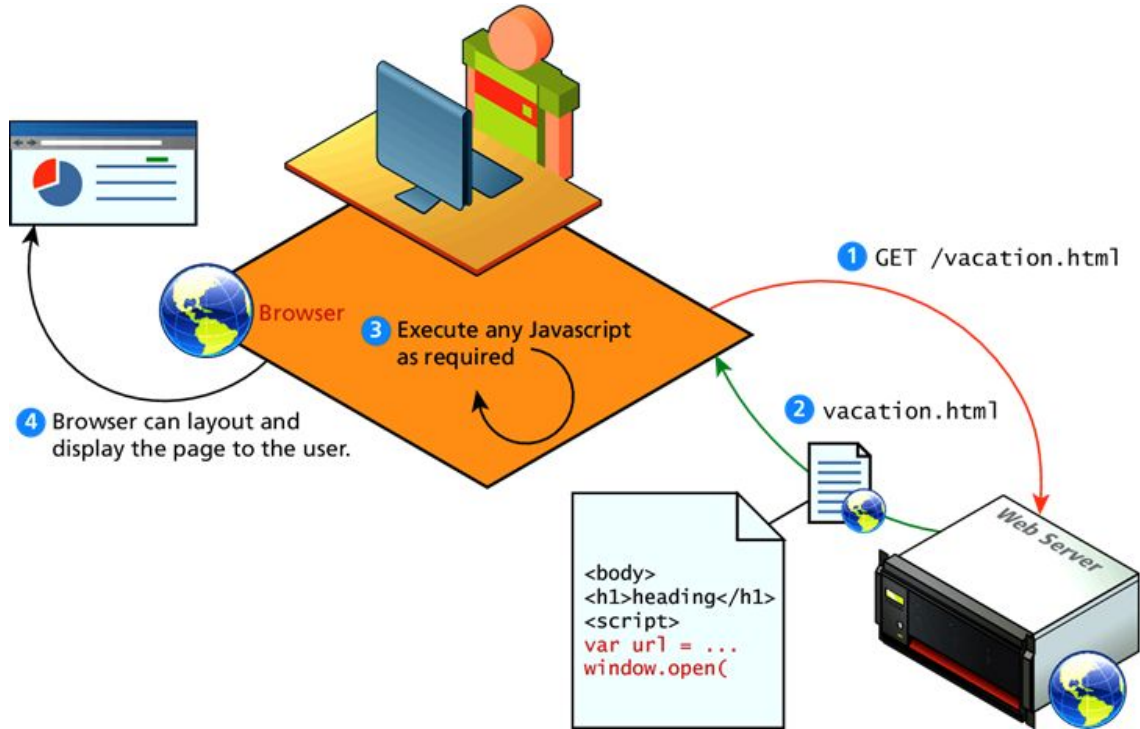 1 GET /vacation.html
Browser
3 Execute any Javascript
as required
2 vacation.html
4 Browser can layout and
display the page to the user.
Web Server
<body>
<h1>heading</h1>
<script>
var url = ...
window.open(